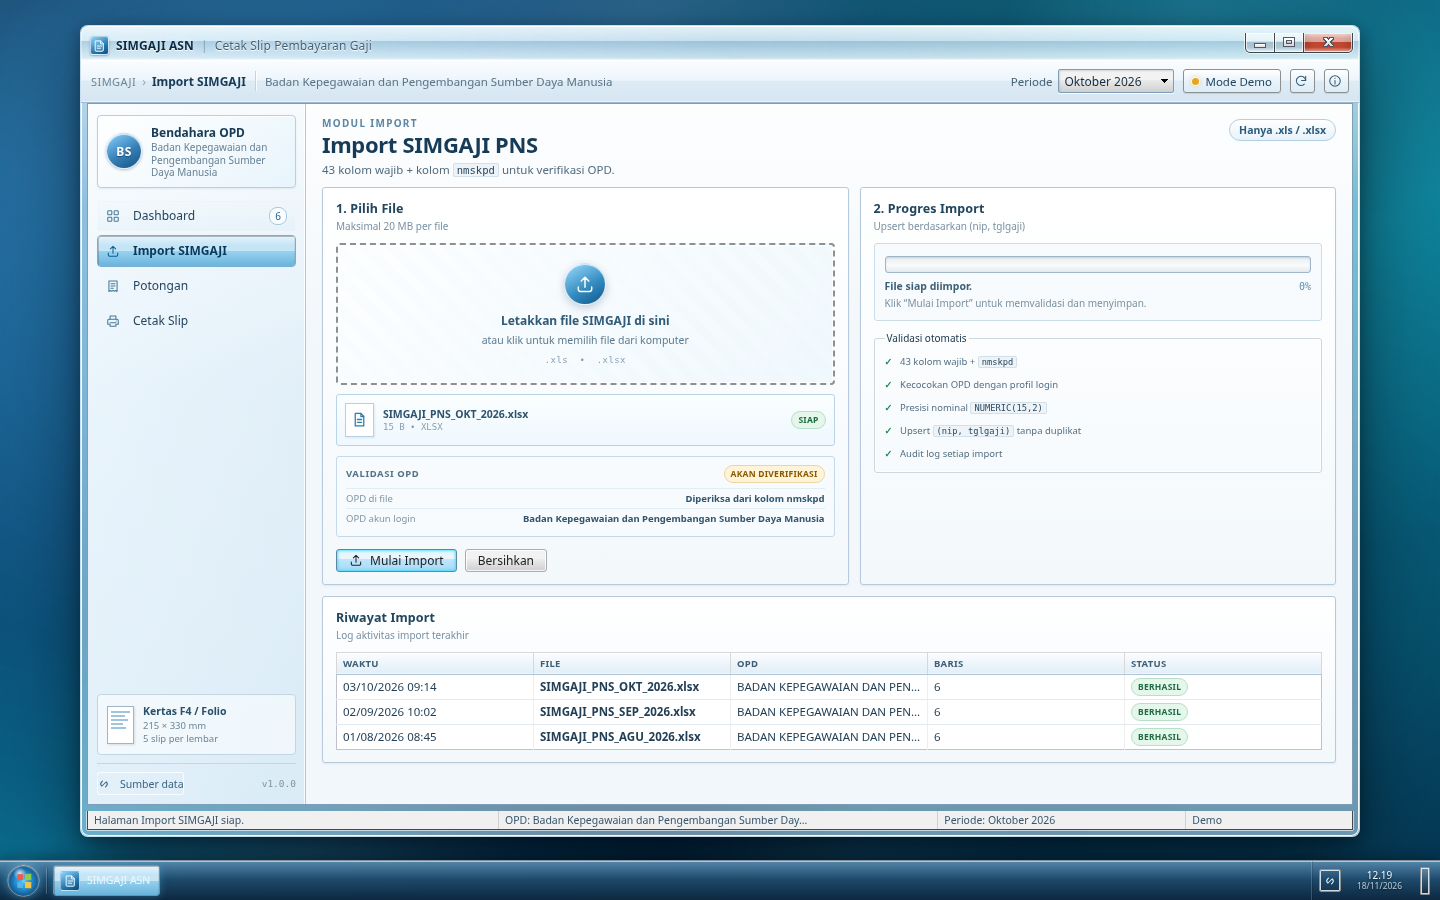 SIMGAJI ASN | Cetak Slip Pembayaran Gaji
SIMGAJI › Import SIMGAJI | Badan Kepegawaian dan Pengembangan Sumber Daya Manusia
Periode Oktober 2026 Mode Demo
BS
Bendahara OPD
Badan Kepegawaian dan
Pengembangan Sumber
Daya Manusia
Dashboard 6
Import SIMGAJI
Potongan
Cetak Slip
Kertas F4 / Folio
215 × 330 mm
5 slip per lembar
Sumber data v1.0.0
MODUL IMPORT
Import SIMGAJI PNS
43 kolom wajib + kolom nmskpd untuk verifikasi OPD.
Hanya .xls / .xlsx
1. Pilih File
Maksimal 20 MB per file
Letakkan file SIMGAJI di sini
atau klik untuk memilih file dari komputer
.xls • .xlsx
SIMGAJI_PNS_OKT_2026.xlsx
15 B • XLSX
SIAP
VALIDASI OPD AKAN DIVERIFIKASI
OPD di file Diperiksa dari kolom nmskpd
OPD akun login Badan Kepegawaian dan Pengembangan Sumber Daya Manusia
Mulai Import Bersihkan
2. Progres Import
Upsert berdasarkan (nip, tglgaji)
File siap diimpor. 0%
Klik “Mulai Import” untuk memvalidasi dan menyimpan.
Validasi otomatis
✓ 43 kolom wajib + nmskpd
✓ Kecocokan OPD dengan profil login
✓ Presisi nominal NUMERIC(15,2)
✓ Upsert (nip, tglgaji) tanpa duplikat
✓ Audit log setiap import
Riwayat Import
Log aktivitas import terakhir
WAKTU FILE OPD BARIS STATUS
03/10/2026 09:14 SIMGAJI_PNS_OKT_2026.xlsx BADAN KEPEGAWAIAN DAN PEN... 6 BERHASIL
02/09/2026 10:02 SIMGAJI_PNS_SEP_2026.xlsx BADAN KEPEGAWAIAN DAN PEN... 6 BERHASIL
01/08/2026 08:45 SIMGAJI_PNS_AGU_2026.xlsx BADAN KEPEGAWAIAN DAN PEN... 6 BERHASIL
Halaman Import SIMGAJI siap. OPD: Badan Kepegawaian dan Pengembangan Sumber Day... Periode: Oktober 2026 Demo
SIMGAJI ASN
12.19
18/11/2026